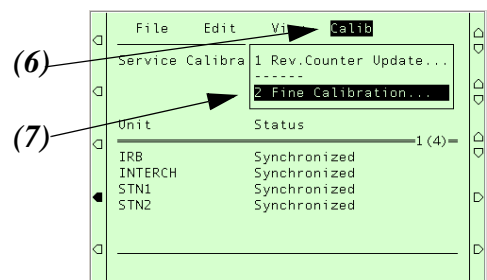 File Edit View Calib
(6)
Service Calibra 1 Rev.Counter Update...
------
2 Fine Calibration...
(7)
Unit Status
1(4)
IRB Synchronized
INTERCH Synchronized
STN1 Synchronized
STN2 Synchronized